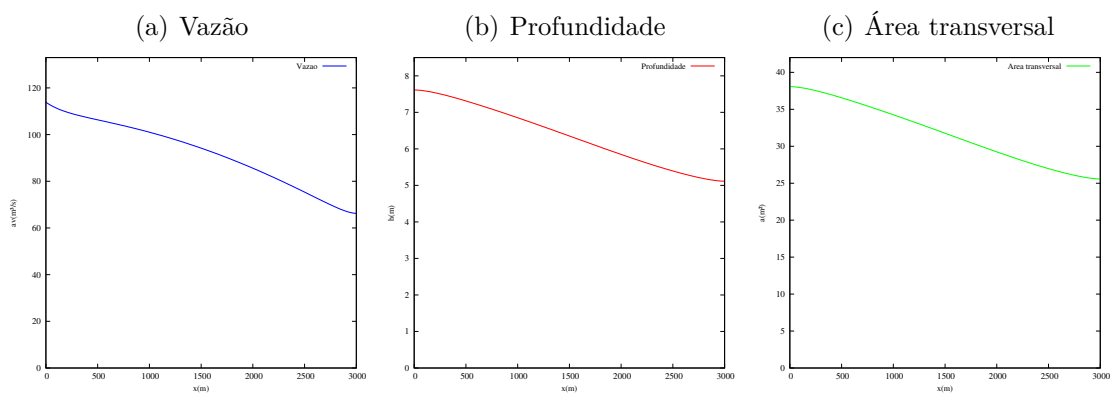 (a) Vazão
Vazao
120
100
80
60
40
20
0
av(m³/s)
0 500 1000 1500 2000 2500 3000
x(m)
(b) Profundidade
Profundidade
8
7
6
5
4
3
2
1
0
h(m)
0 500 1000 1500 2000 2500 3000
x(m)
(c) Área transversal
Area transversal
40
35
30
25
20
15
10
5
0
a(m²)
0 500 1000 1500 2000 2500 3000
x(m)